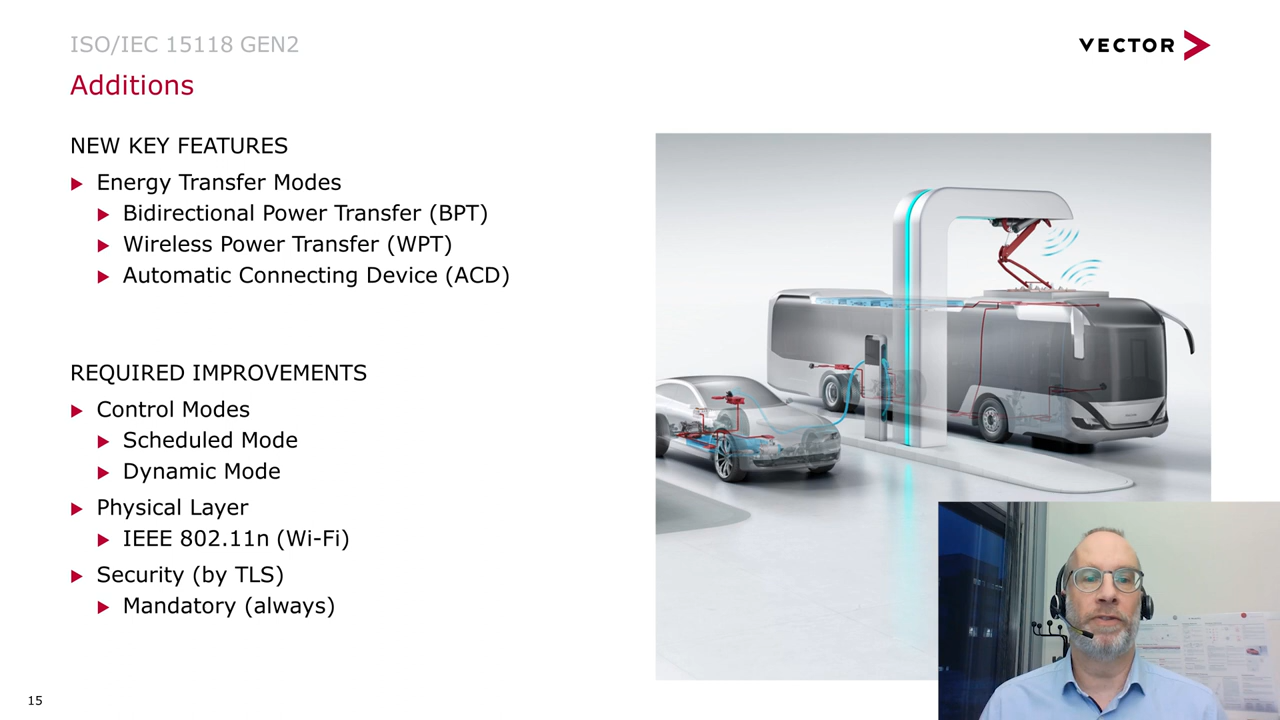 ISO/IEC 15118 GEN2
VECTOR
Additions
NEW KEY FEATURES
Energy Transfer Modes
Bidirectional Power Transfer (BPT)
Wireless Power Transfer (WPT)
Automatic Connecting Device (ACD)
REQUIRED IMPROVEMENTS
Control Modes
Scheduled Mode
Dynamic Mode
Physical Layer
IEEE 802.11n (Wi-Fi)
Security (by TLS)
Mandatory (always)
15